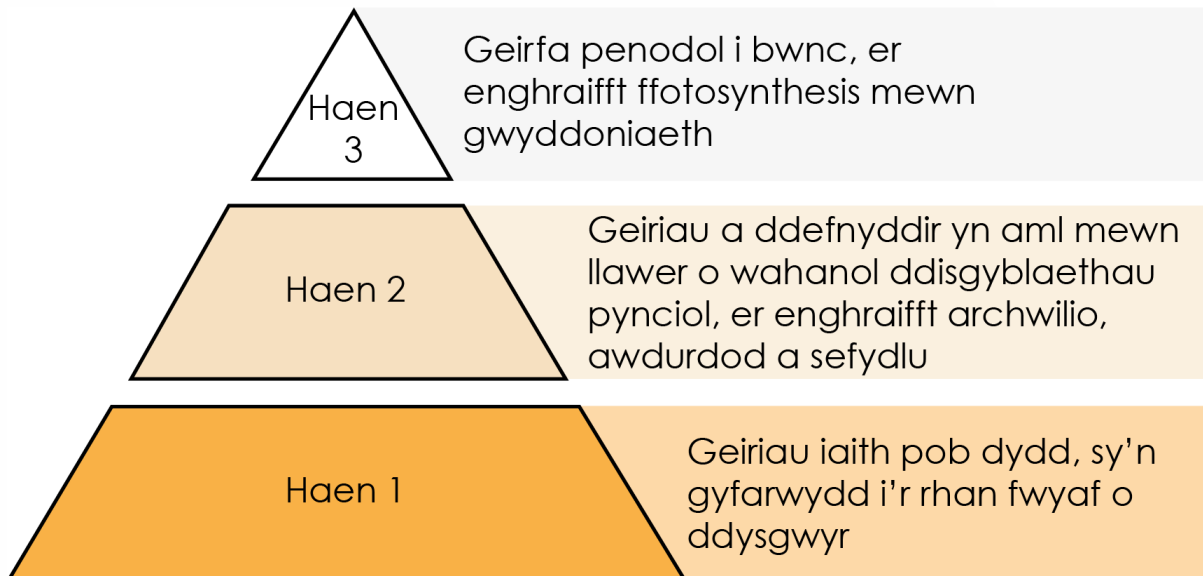 Haen
3
Geirfa penodol i bwnc, er
enghraifft ffotosynthesis mewn
gwyddoniaeth
Haen 2
Geiriau a ddefnyddir yn aml mewn
llawer o wahanol ddisgyblaethau
pynciol, er enghraifft archwilio,
awdurdod a sefydlu
Haen 1
Geiriau iaith pob dydd, sy’n
gyfarwydd i’r rhan fwyaf o
ddysgwyr